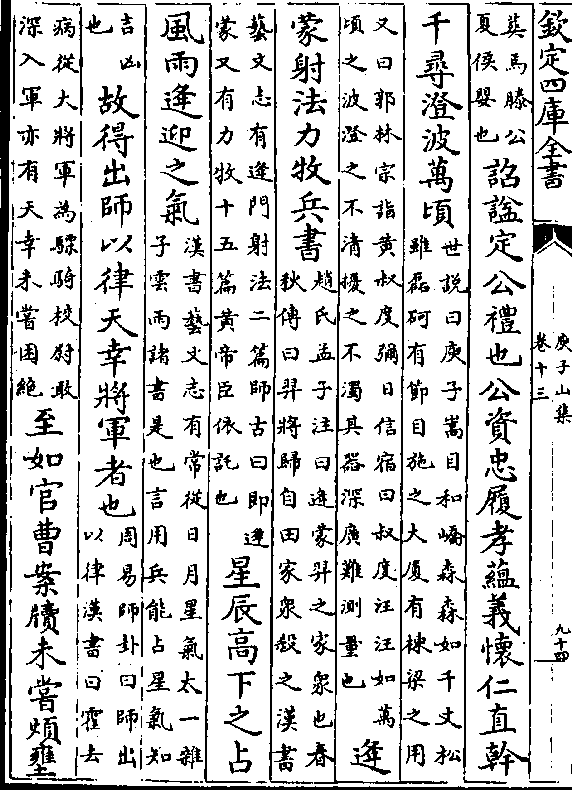 欽定四庫全書
庾子山集
卷十三
九十四
馬滕公
夏侯嬰也
詔謚定公禮也公資忠履孝蘊義懷仁直幹
千尋澄波萬頃
世說曰庾子嵩目和嶠森森如千丈松
雖磊砢有節目施之大厦有棟梁之用
又曰郭林宗詣黄叔度彌日信宿曰叔度汪汪如萬
頃之波澄之不清擾之不濁其器深廣難測量也
逄
蒙射法力牧兵書
趙氏孟子注曰逄蒙羿之家衆也春
秋傳曰羿將歸自田家衆殺之漢書
藝文志有逄門射法二篇師古曰即逄
蒙又有力牧十五篇黄帝臣依託也
星辰高下之占
風雨逄迎之氣
漢書藝文志有常從日月星氣太一雜
子雲雨諸書是也言用兵能占星氣知
吉凶
也
故得出師以律天幸將軍者也
周易師卦曰師出
以律漢書曰霍去
病從大將軍為驃騎校尉敢
深入軍亦有天幸未嘗困絶
至如官曹案牘未嘗煩壅